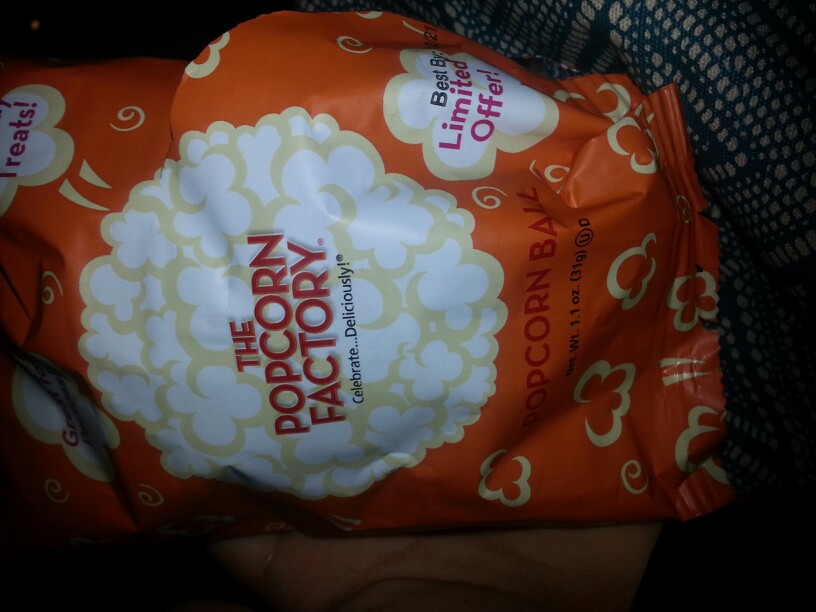 Treats!
Best By:
Limited
Offer!
THE
POPCORN
FACTORY®
Celebrate...Deliciously!®
POPCORN BALL
Net Wt. 1.1 oz. (31g) Ⓤ D